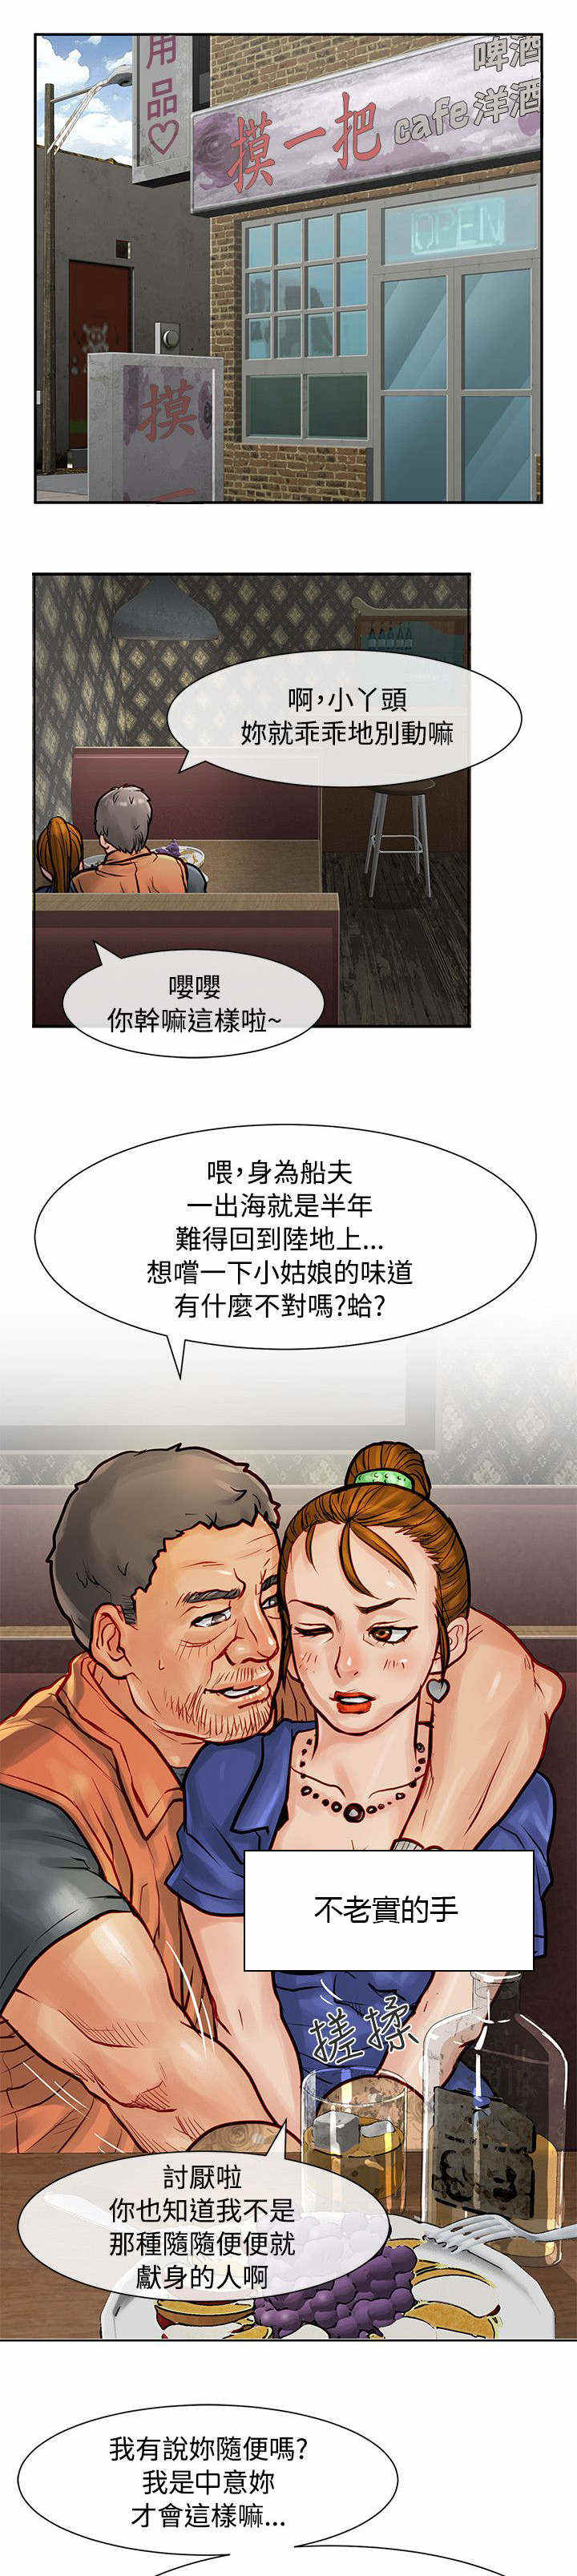 用品♡
啤酒
摸一把 cafe 洋酒
OPEN
摸一
啊,小丫頭
妳就乖乖地別動嘛
嚶嚶
你幹嘛這樣啦~
喂,身為船夫
一出海就是半年
難得回到陸地上...
想嚐一下小姑娘的味道
有什麼不對嗎?蛤?
不老實的手
搓揉
討厭啦
你也知道我不是
那種隨隨便便就
獻身的人啊
我有說妳隨便嗎?
我是中意妳
才會這樣嘛...